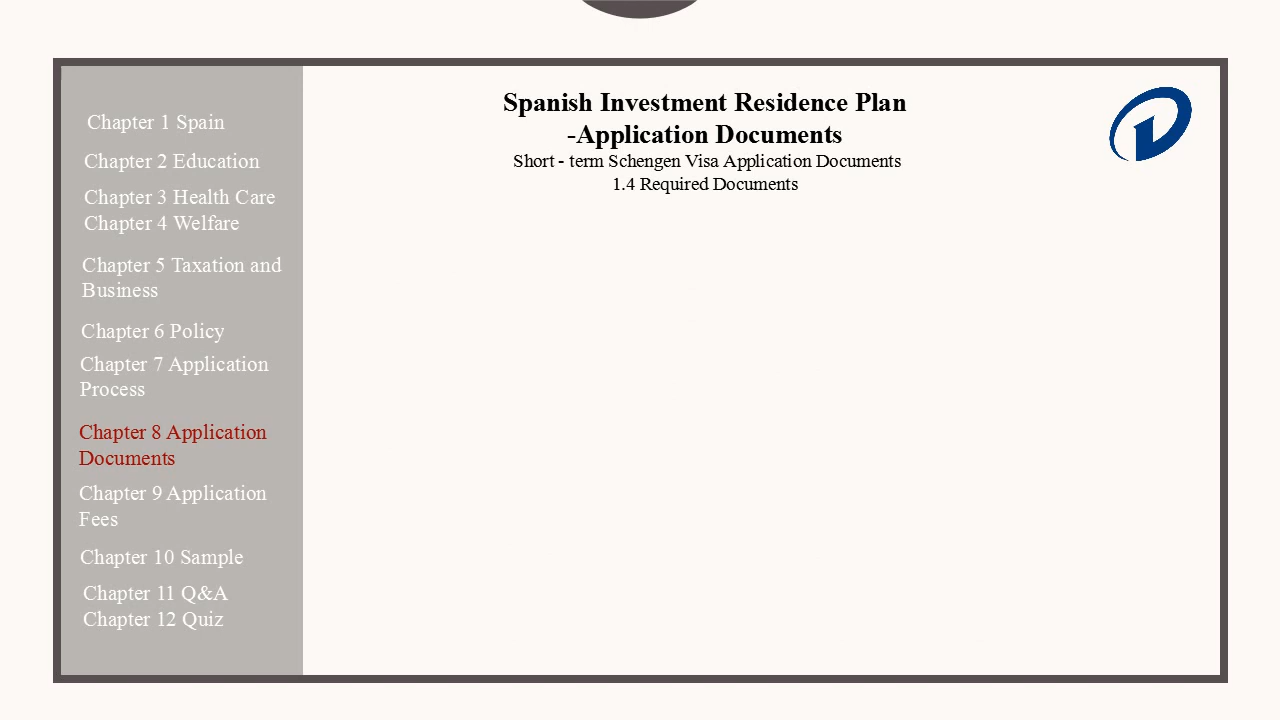 Chapter 1 Spain
Chapter 2 Education
Chapter 3 Health Care
Chapter 4 Welfare
Chapter 5 Taxation and
Business
Chapter 6 Policy
Chapter 7 Application
Process
Chapter 8 Application
Documents
Chapter 9 Application
Fees
Chapter 10 Sample
Chapter 11 Q&A
Chapter 12 Quiz
Spanish Investment Residence Plan
-Application Documents
Short - term Schengen Visa Application Documents
1.4 Required Documents